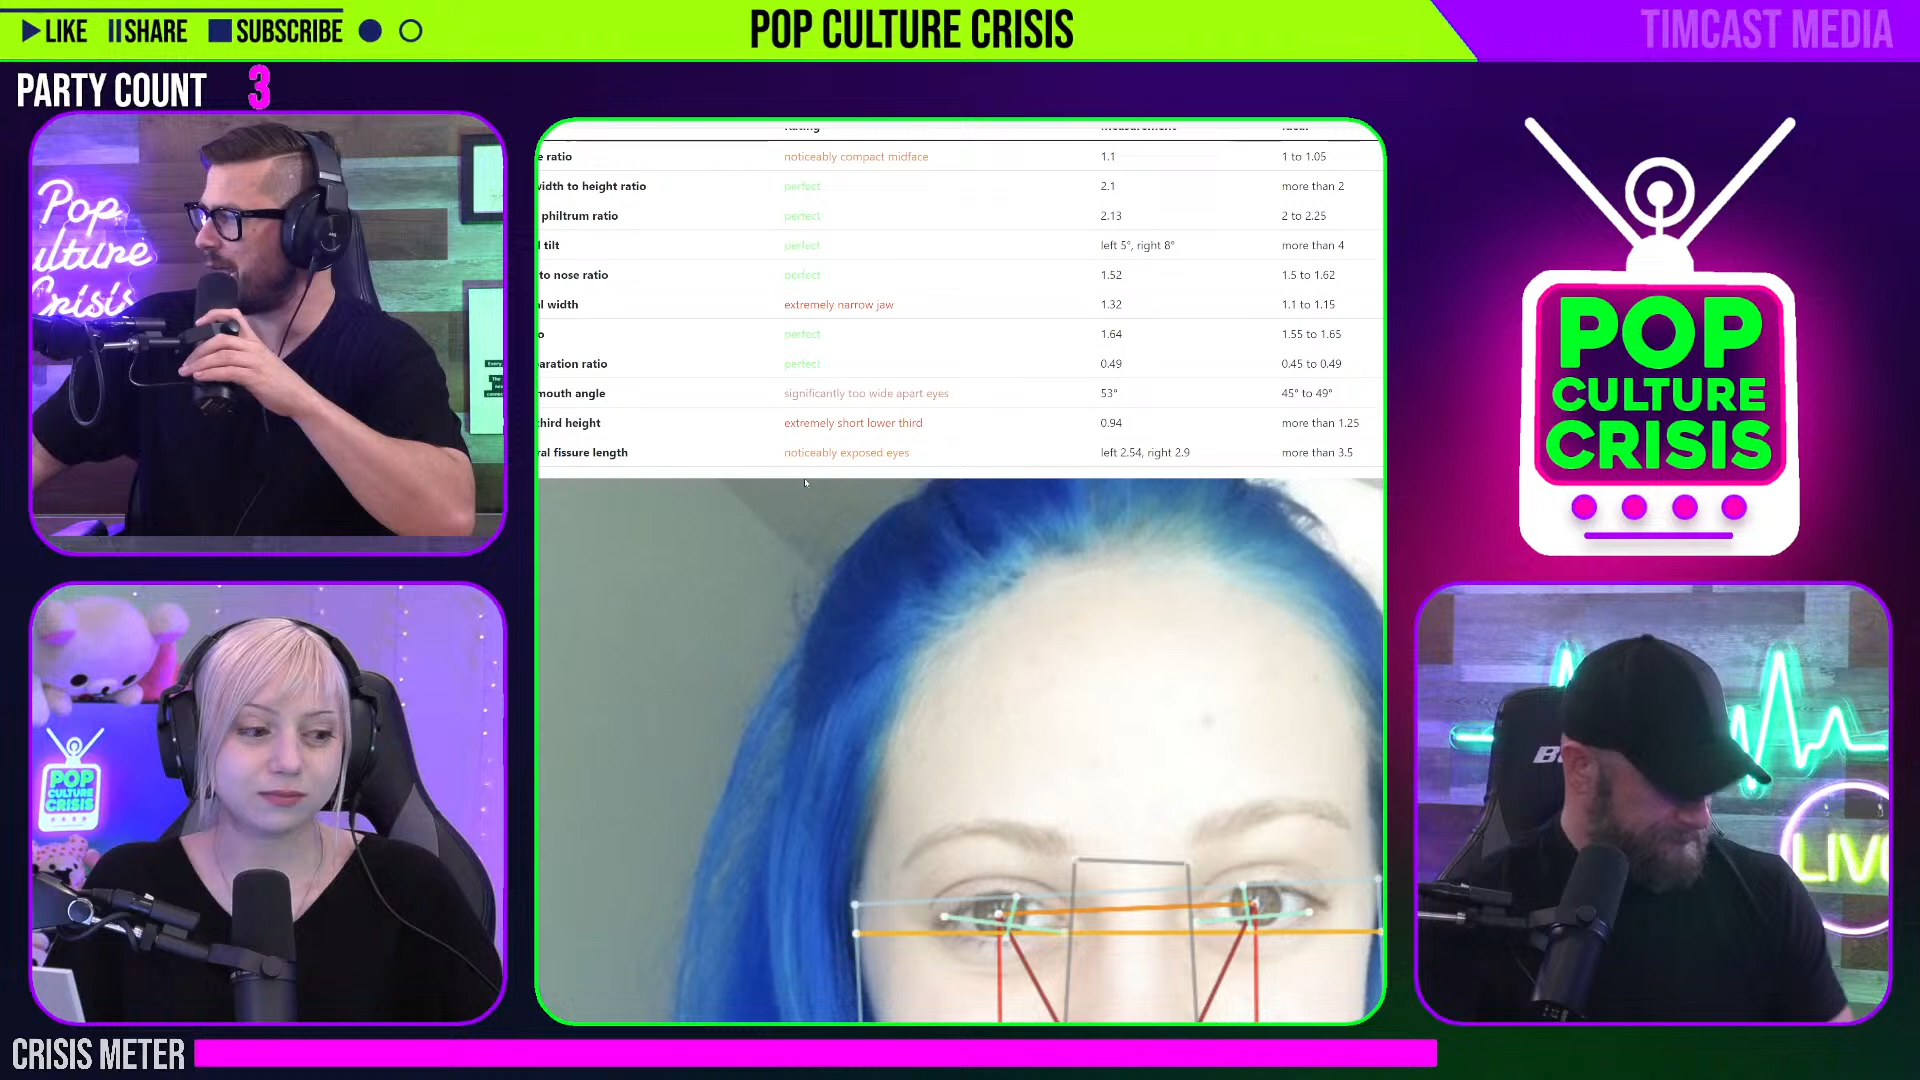 LIKE SHARE SUBSCRIBE
POP CULTURE CRISIS
TIMCAST MEDIA
PARTY COUNT 3
Pop
ulture
Crisis
e ratio noticeably compact midface 1.1 1 to 1.05
width to height ratio perfect 2.1 more than 2
philtrum ratio perfect 2.13 2 to 2.25
l tilt perfect left 5°, right 8° more than 4
to nose ratio perfect 1.52 1.5 to 1.62
al width extremely narrow jaw 1.32 1.1 to 1.15
o perfect 1.64 1.55 to 1.65
paration ratio perfect 0.49 0.45 to 0.49
mouth angle significantly too wide apart eyes 53° 45° to 49°
third height extremely short lower third 0.94 more than 1.25
ral fissure length noticeably exposed eyes left 2.54, right 2.9 more than 3.5
POP
CULTURE
CRISIS
POP
CULTURE
CRISIS
LIV
CRISIS METER